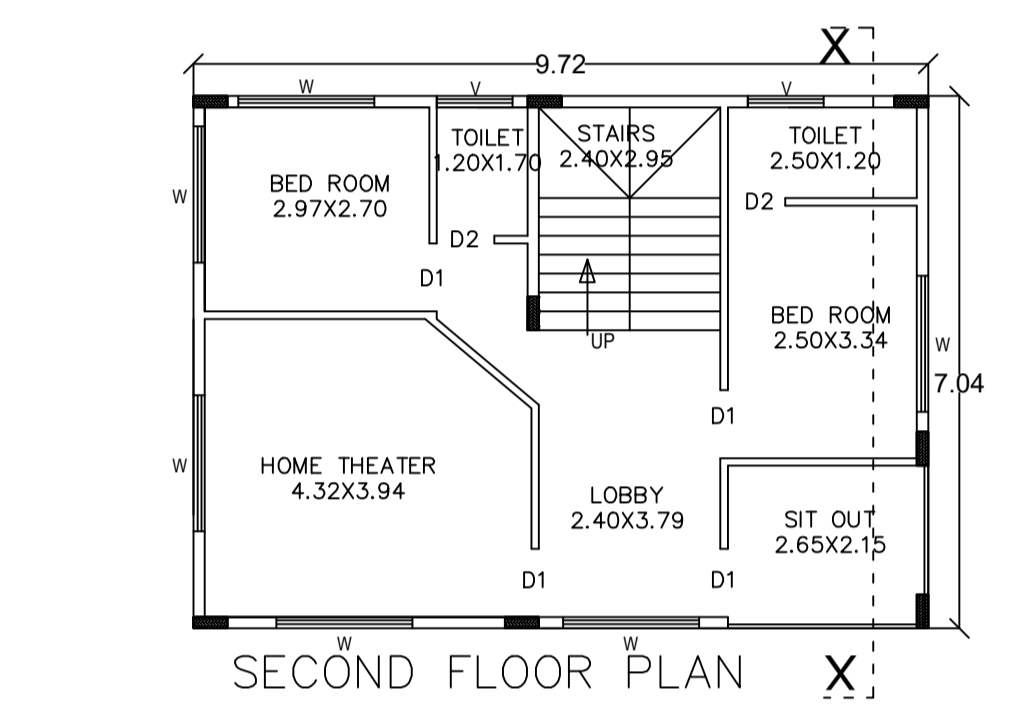 X
9.72
W
V
V
TOILET
1.20X1.70
STAIRS
2.40X2.95
TOILET
2.50X1.20
BED ROOM
2.97X2.70
W
D2
D2
D1
BED ROOM
2.50X3.34
UP
W
7.04
D1
HOME THEATER
4.32X3.94
W
LOBBY
2.40X3.79
SIT OUT
2.65X2.15
D1
D1
W
W
SECOND FLOOR PLAN
X